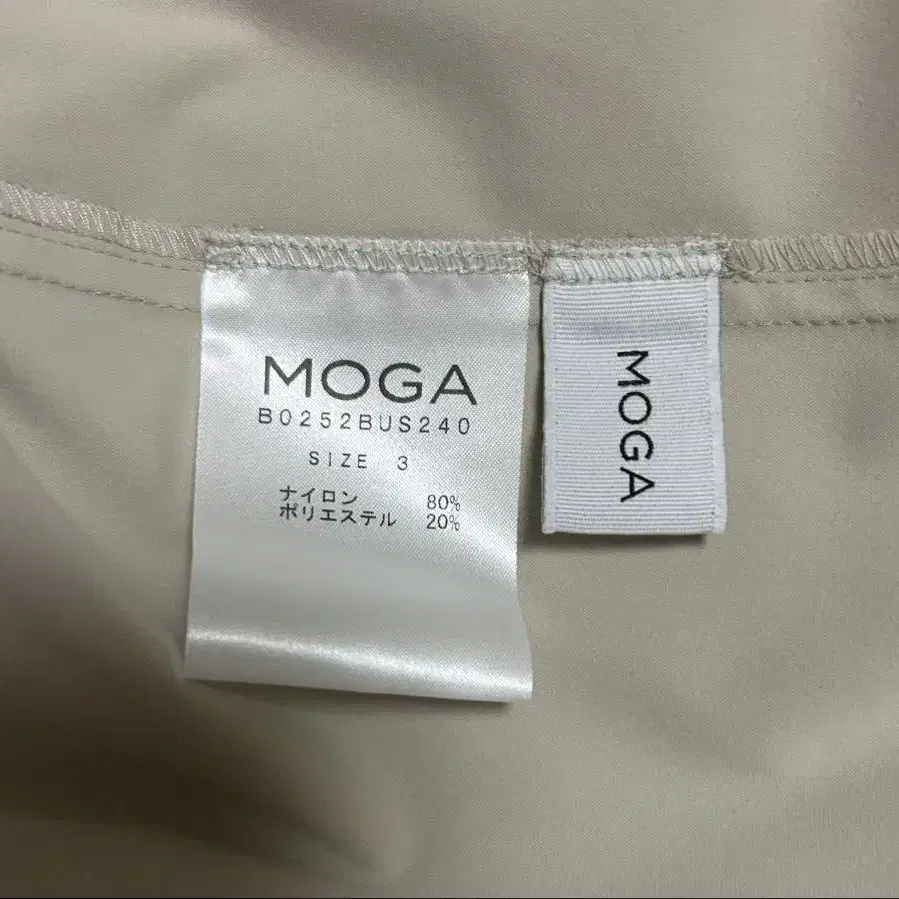 MOGA
B0252BUS240
SIZE 3
ナイロン 80%
ポリエステル 20%
MOGA